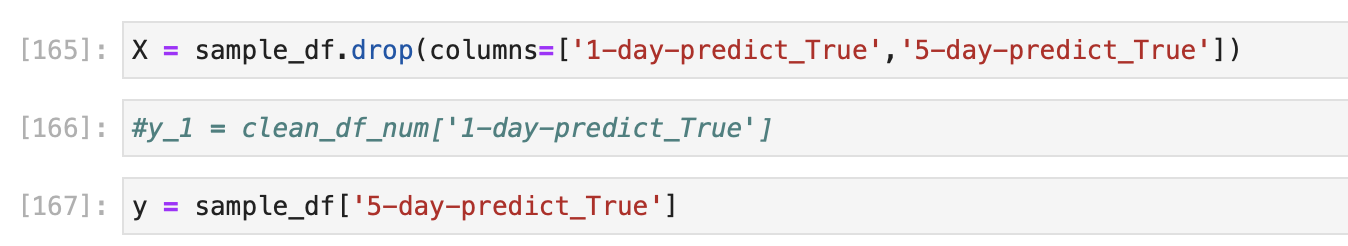 [165]: X = sample_df.drop(columns=['1-day-predict_True','5-day-predict_True'])
[166]: #y_1 = clean_df_num['1-day-predict_True']
[167]: y = sample_df['5-day-predict_True']